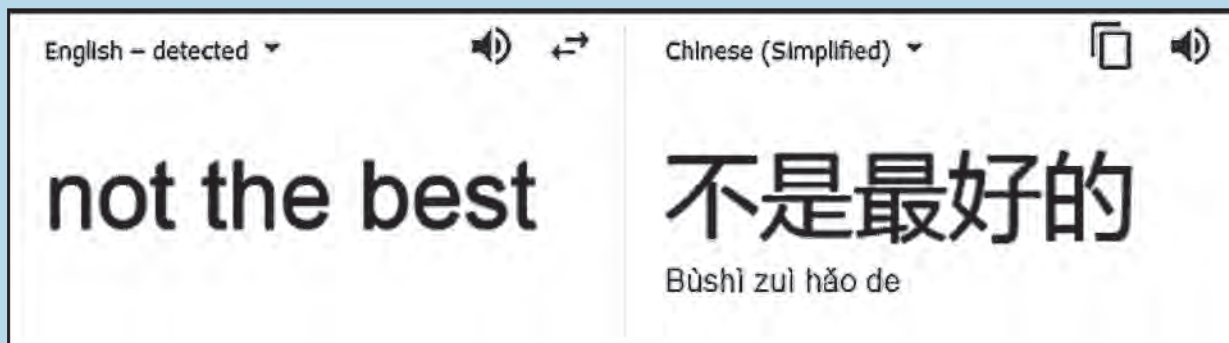 English – detected
Chinese (Simplified)
not the best
不是最好的
Bùshì zuì hǎo de